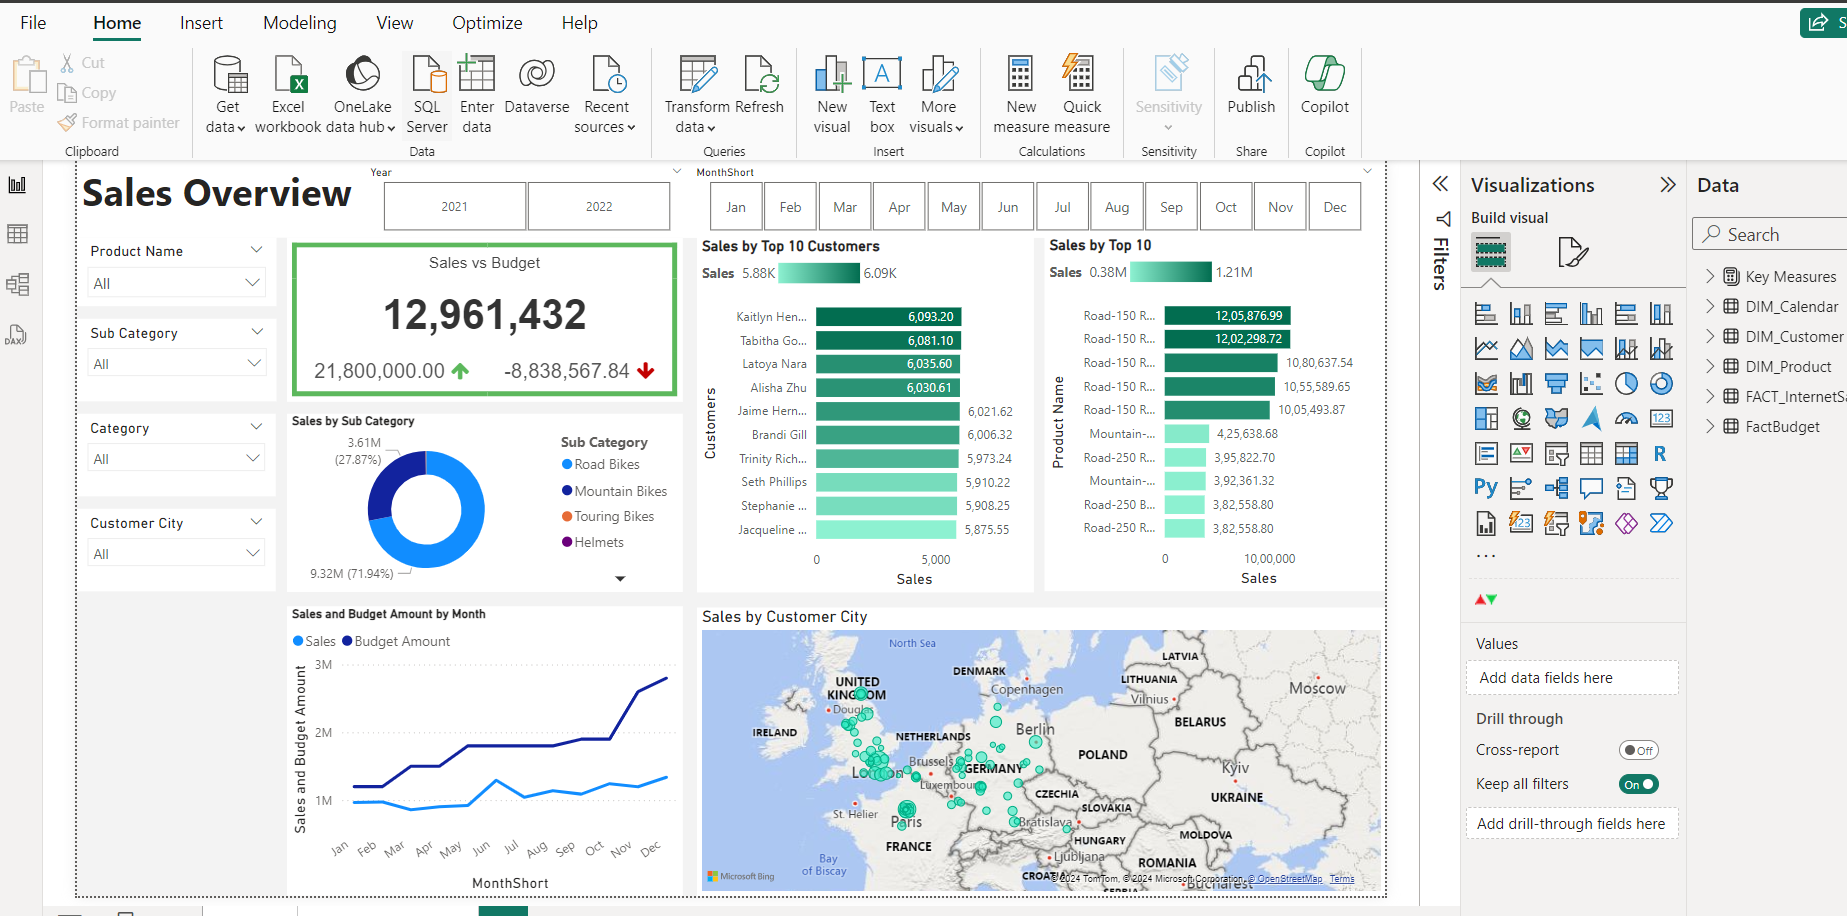 File Home Insert Modeling View Optimize Help
Paste
Cut
Copy
Format painter
Clipboard
Get data
Excel workbook
OneLake data hub
SQL Server
Enter data
Dataverse
Recent sources
Data
Transform data
Refresh
Queries
New visual
Text box
More visuals
Insert
New measure
Quick measure
Calculations
Sensitivity
Sensitivity
Publish
Share
Copilot
Copilot
Sales Overview
Year
2021 2022
MonthShort
Jan Feb Mar Apr May Jun Jul Aug Sep Oct Nov Dec
Product Name
All
Sub Category
All
Category
All
Customer City
All
Sales vs Budget
12,961,432
21,800,000.00 -8,838,567.84
Sales by Sub Category
3.61M
(27.87%)
9.32M (71.94%)
Sub Category
Road Bikes
Mountain Bikes
Touring Bikes
Helmets
Sales by Top 10 Customers
Sales 5.88K 6.09K
Customers
Kaitlyn Hen... 6,093.20
Tabitha Go... 6,081.10
Latoya Nara 6,035.60
Alisha Zhu 6,030.61
Jaime Hern... 6,021.62
Brandi Gill 6,006.32
Trinity Rich... 5,973.24
Seth Phillips 5,910.22
Stephanie ... 5,908.25
Jacqueline ... 5,875.55
0 5,000
Sales
Sales by Top 10
Sales 0.38M 1.21M
Product Name
Road-150 R... 12,05,876.99
Road-150 R... 12,02,298.72
Road-150 R... 10,80,637.54
Road-150 R... 10,55,589.65
Road-150 R... 10,05,493.87
Mountain-... 4,25,638.68
Road-250 R... 3,95,822.70
Mountain-... 3,92,361.32
Road-250 B... 3,82,558.80
Road-250 R... 3,82,558.80
0 10,00,000
Sales
Sales and Budget Amount by Month
Sales Budget Amount
Sales and Budget Amount
3M
2M
1M
Jan Feb Mar Apr May Jun Jul Aug Sep Oct Nov Dec
MonthShort
Sales by Customer City
North Sea
LATVIA
DENMARK
LITHUANIA
UNITED
KINGDOM
Copenhagen
Vilnius
Moscow
Douglas
BELARUS
IRELAND
NETHERLANDS
Berlin
POLAND
Brussels
GERMANY
Kyiv
London
Luxembourg
CZECHIA
UKRAINE
SLOVAKIA
St. Helier
Paris
Bratislava
MOLDOVA
FRANCE
HUNGARY
Ljubljana
Bay
of Biscay
ROMANIA
CROATIA
Bucharest
SERBIA
Microsoft Bing
© 2024 TomTom, © 2024 Microsoft Corporation, © OpenStreetMap Terms
Filters
Visualizations
Build visual
123
R
Py
123
...
Values
Add data fields here
Drill through
Cross-report Off
Keep all filters On
Add drill-through fields here
Data
Search
Key Measures
DIM_Calendar
DIM_Customer
DIM_Product
FACT_InternetSa
FactBudget
DAX